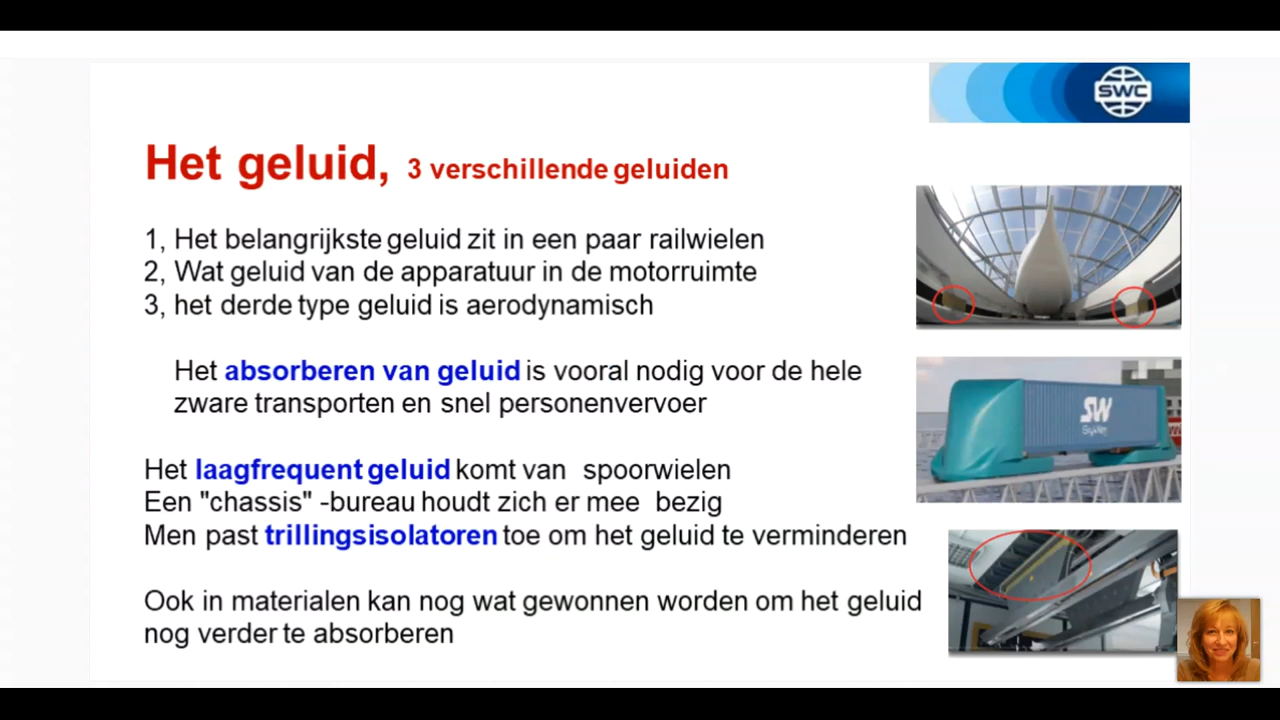 SWC
Het geluid, 3 verschillende geluiden
1, Het belangrijkste geluid zit in een paar railwielen
2, Wat geluid van de apparatuur in de motorruimte
3, het derde type geluid is aerodynamisch
Het absorberen van geluid is vooral nodig voor de hele
zware transporten en snel personenvervoer
SW
SkyWay
Het laagfrequent geluid komt van spoorwielen
Een "chassis" -bureau houdt zich er mee bezig
Men past trillingsisolatoren toe om het geluid te verminderen
Ook in materialen kan nog wat gewonnen worden om het geluid
nog verder te absorberen